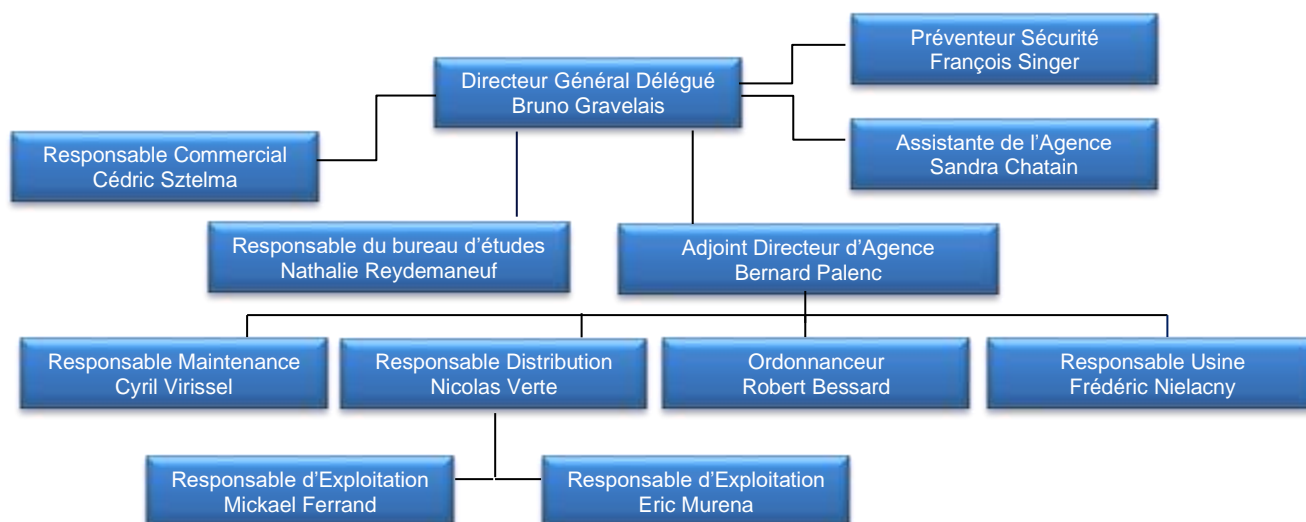 Préventeur Sécurité
François Singer
Directeur Général Délégué
Bruno Gravelais
Assistante de l’Agence
Sandra Chatain
Responsable Commercial
Cédric Sztelma
Responsable du bureau d’études
Nathalie Reydemaneuf
Adjoint Directeur d’Agence
Bernard Palenc
Responsable Maintenance
Cyril Virissel
Responsable Distribution
Nicolas Verte
Ordonnanceur
Robert Bessard
Responsable Usine
Frédéric Nielacny
Responsable d’Exploitation
Mickael Ferrand
Responsable d’Exploitation
Eric Murena